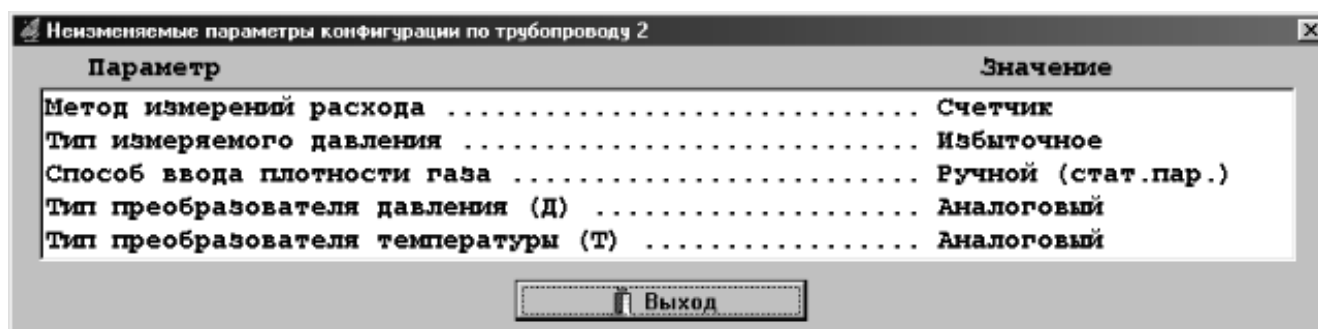 Неизменяемые параметры конфигурации по трубопроводу 2
Параметр Значение
Метод измерений расхода ............................. Счетчик
Тип измеряемого давления ............................ Избыточное
Способ ввода плотности газа ......................... Ручной (стат.пар.)
Тип преобразователя давления (Д) .................... Аналоговый
Тип преобразователя температуры (Т) ................. Аналоговый
Выход